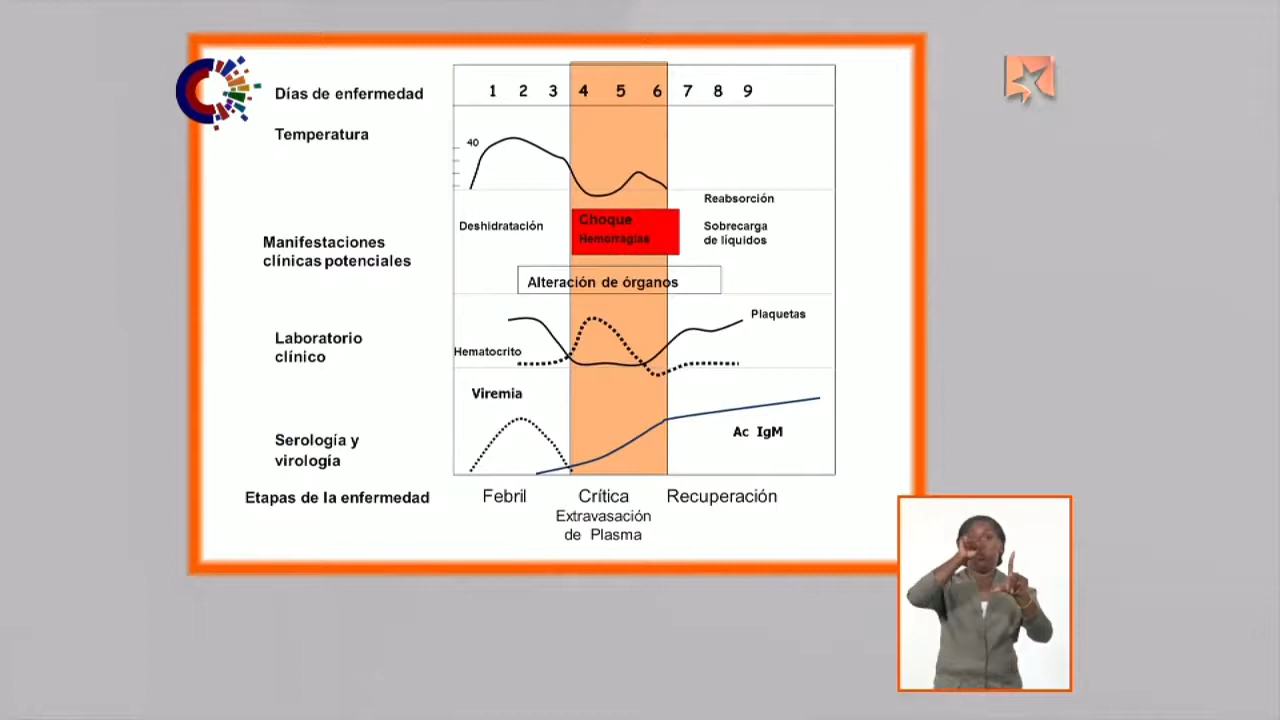 Días de enfermedad 1 2 3 4 5 6 7 8 9
Temperatura
40
Reabsorción
Deshidratación
Choque
Hemorragias
Sobrecarga
de líquidos
Manifestaciones
clínicas potenciales
Alteración de órganos
Plaquetas
Laboratorio
clínico
Hematocrito
Viremia
Ac IgM
Serología y
virología
Etapas de la enfermedad
Febril
Crítica
Extravasación
de Plasma
Recuperación